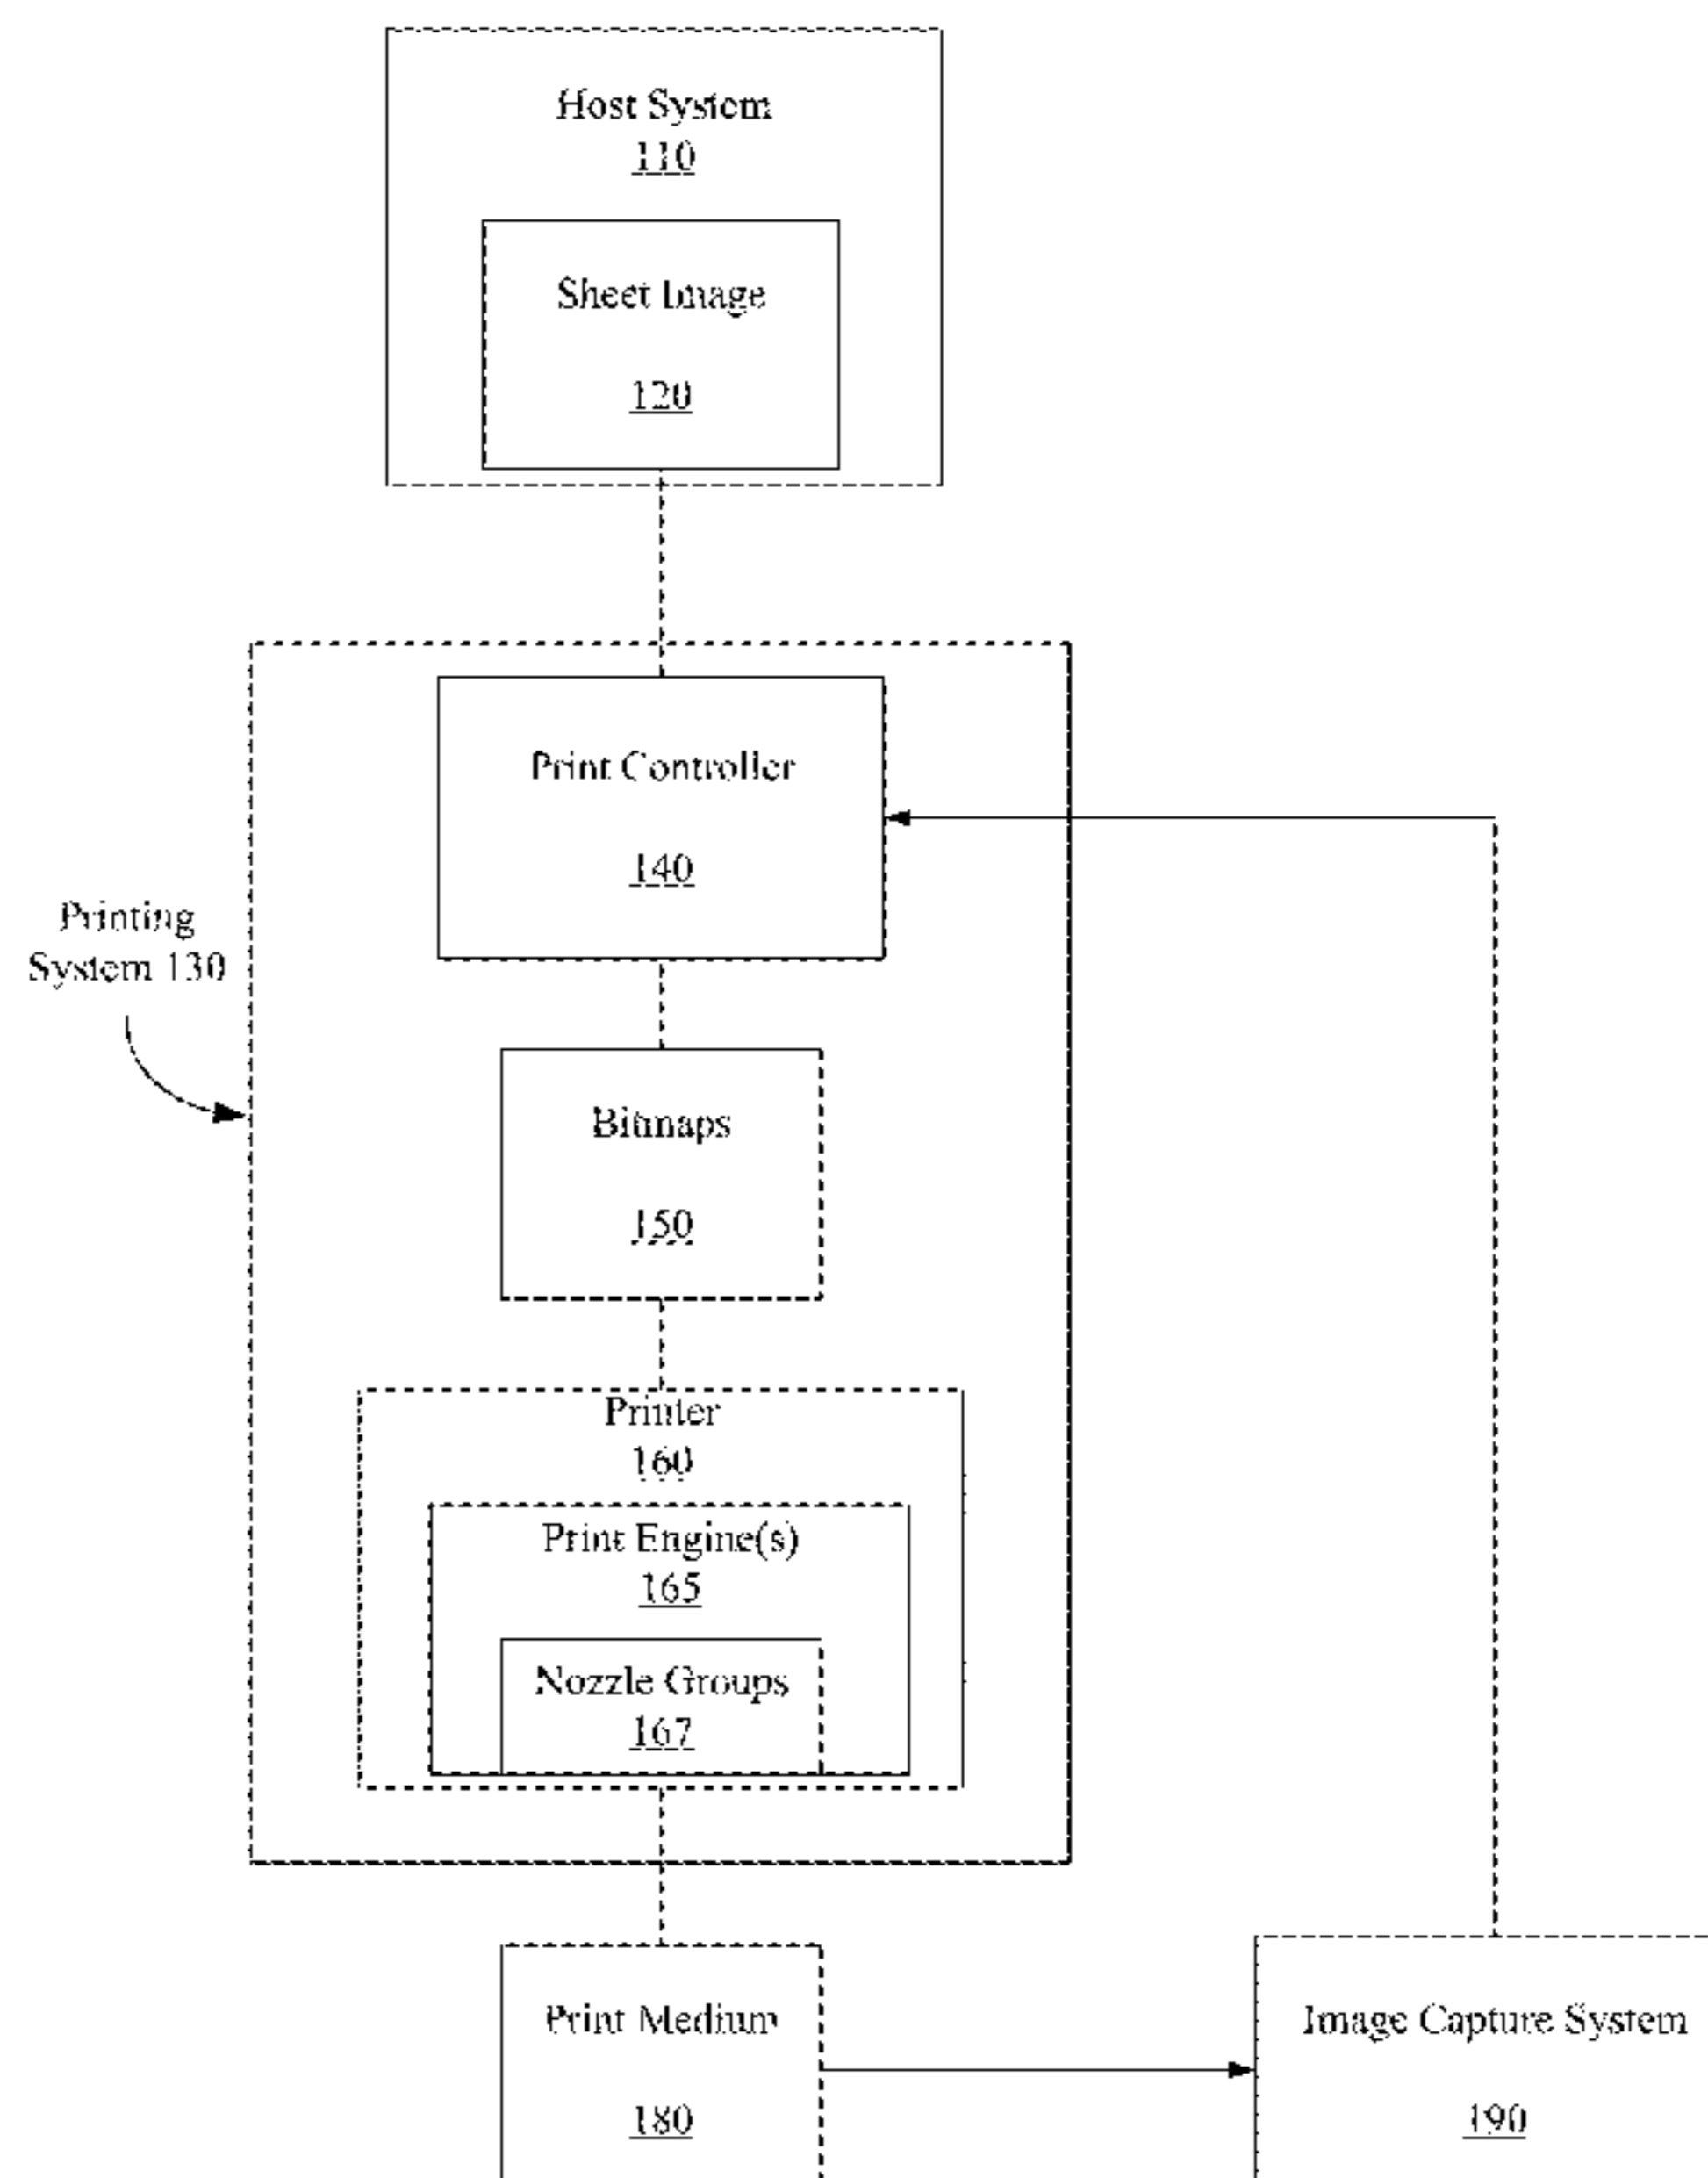 Host System
110
Sheet Image
120
Print Controller
140
Printing
System 130
Bitmaps
150
Printer
160
Print Engine(s)
165
Nozzle Groups
167
Print Medium
180
Image Capture System
190